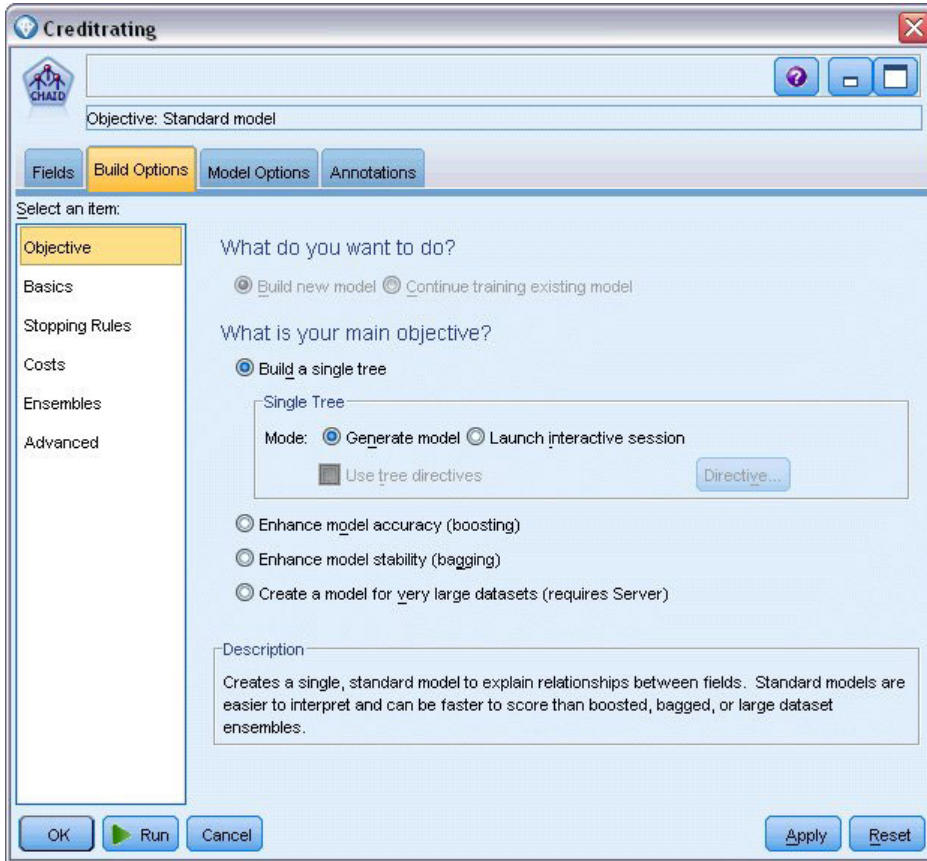 Creditrating
CHAID
Objective: Standard model
Fields Build Options Model Options Annotations
Select an item:
Objective
Basics
Stopping Rules
Costs
Ensembles
Advanced
What do you want to do?
Build new model Continue training existing model
What is your main objective?
Build a single tree
Single Tree
Mode: Generate model Launch interactive session
Use tree directives Directive...
Enhance model accuracy (boosting)
Enhance model stability (bagging)
Create a model for very large datasets (requires Server)
Description
Creates a single, standard model to explain relationships between fields. Standard models are
easier to interpret and can be faster to score than boosted, bagged, or large dataset
ensembles.
OK Run Cancel Apply Reset